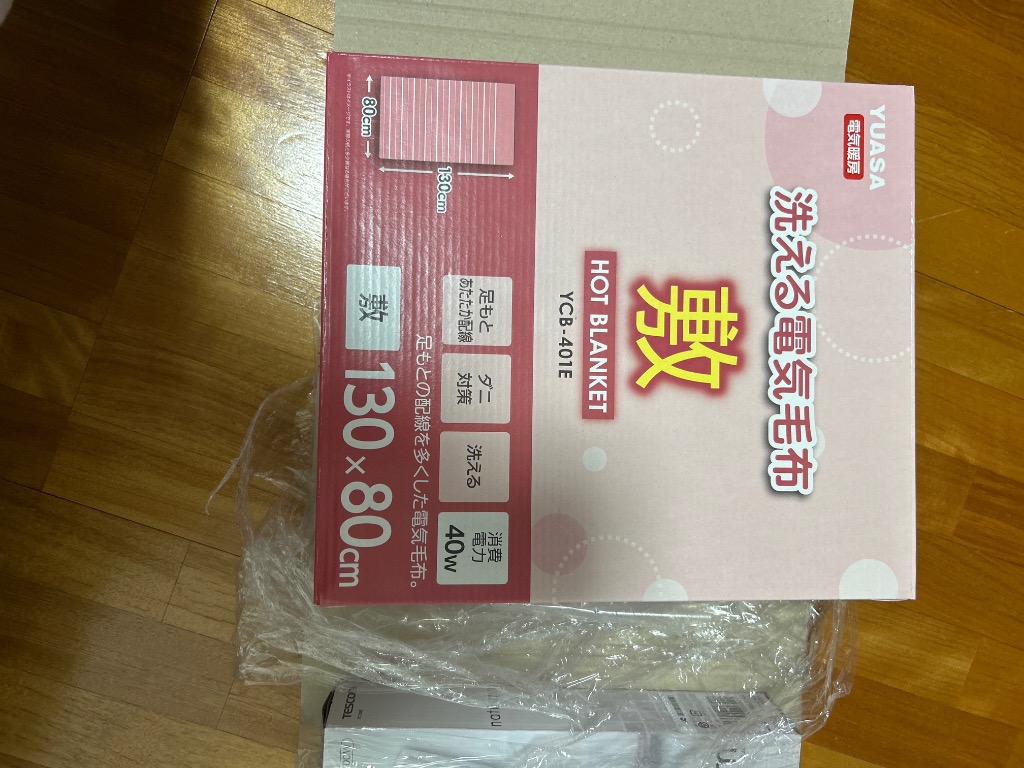 YUASA
電気暖房
洗える電気毛布
敷
HOT BLANKET
YCB-401E
80cm
130cm
足もと
あたたか配線
ダニ
対策
洗える
消費
電力
40W
足もとの配線を多くした電気毛布。
敷
130×80cm
you